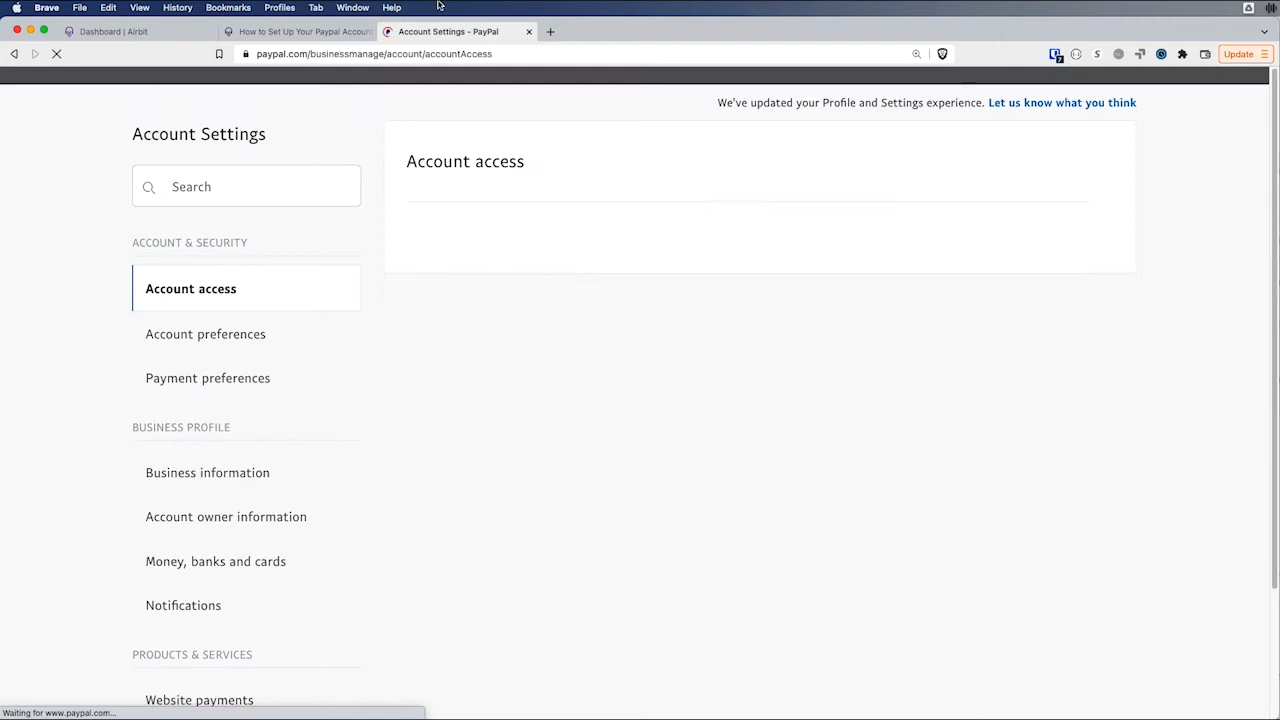 Brave File Edit View History Bookmarks Profiles Tab Window Help
Dashboard | Airbit
How to Set Up Your Paypal Accoun
Account Settings - PayPal
paypal.com/businessmanage/account/accountAccess
7
Update
We've updated your Profile and Settings experience. Let us know what you think
Account Settings
Search
ACCOUNT & SECURITY
Account access
Account preferences
Payment preferences
BUSINESS PROFILE
Business information
Account owner information
Money, banks and cards
Notifications
PRODUCTS & SERVICES
Website payments
Account access
Waiting for www.paypal.com...